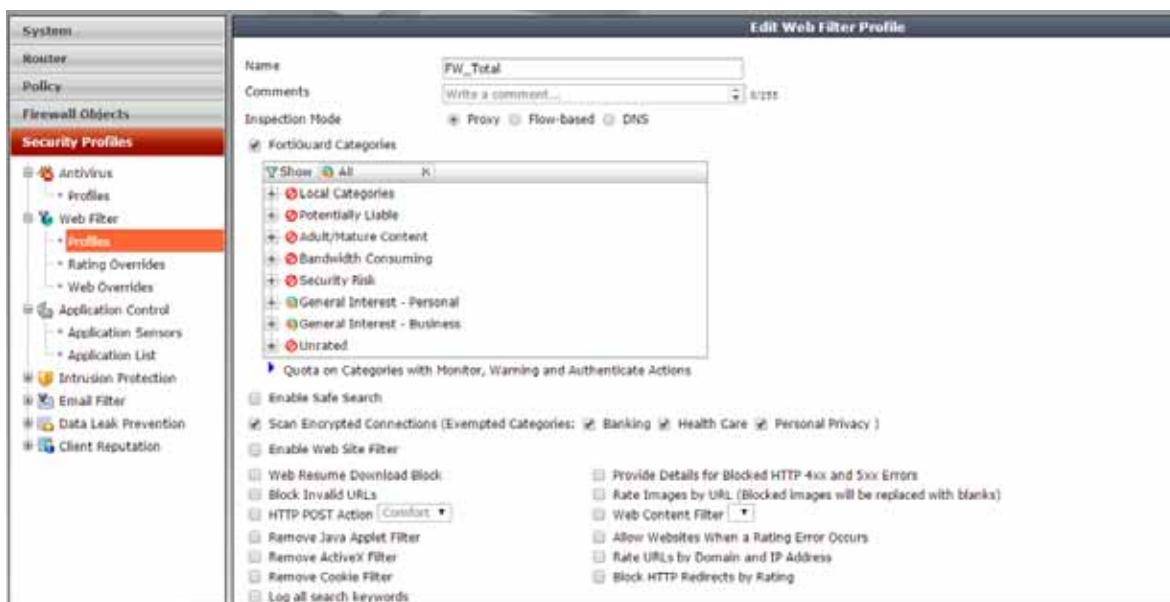 System
Router
Policy
Firewall Objects
Security Profiles
Antivirus
Profiles
Web Filter
Profiles
Rating Overrides
Web Overrides
Application Control
Application Sensors
Application List
Intrusion Protection
Email Filter
Data Leak Prevention
Client Reputation
Edit Web Filter Profile
Name FW_Total
Comments Write a comment... 0/255
Inspection Mode Proxy Flow-based DNS
FortiGuard Categories
Show All
Local Categories
Potentially Liable
Adult/Mature Content
Bandwidth Consuming
Security Risk
General Interest - Personal
General Interest - Business
Unrated
Quota on Categories with Monitor, Warning and Authenticate Actions
Enable Safe Search
Scan Encrypted Connections (Exempted Categories: Banking Health Care Personal Privacy )
Enable Web Site Filter
Web Resume Download Block
Block Invalid URLs
HTTP POST Action Comfort
Remove Java Applet Filter
Remove ActiveX Filter
Remove Cookie Filter
Log all search keywords
Provide Details for Blocked HTTP 4xx and 5xx Errors
Rate Images by URL (Blocked images will be replaced with blanks)
Web Content Filter
Allow Websites When a Rating Error Occurs
Rate URLs by Domain and IP Address
Block HTTP Redirects by Rating